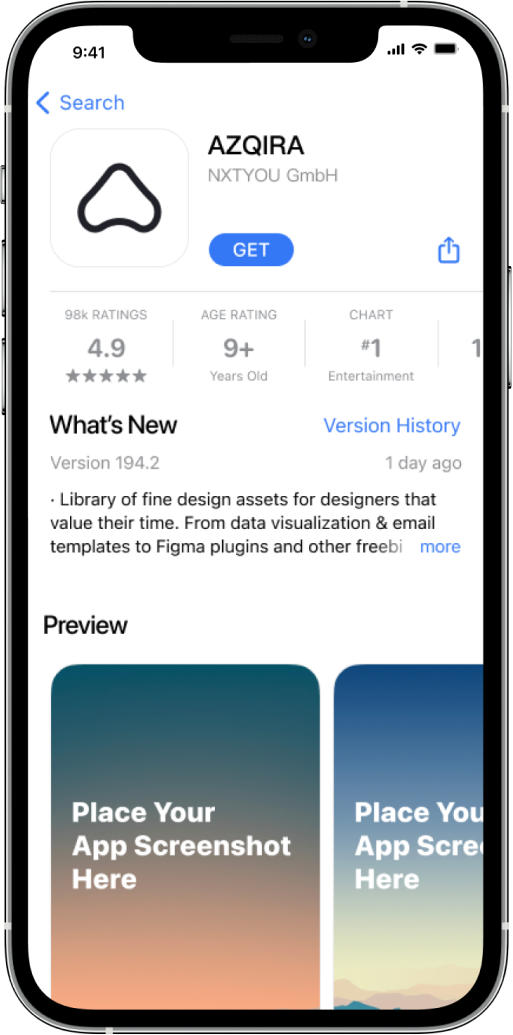 9:41
Search
AZQIRA
NXTYOU GmbH
GET
98k RATINGS
4.9
AGE RATING
9+
Years Old
CHART
#1
Entertainment
1
What's New
Version History
Version 194.2
1 day ago
· Library of fine design assets for designers that
value their time. From data visualization & email
templates to Figma plugins and other freebi more
Preview
Place Your
App Screenshot
Here
Place You
App Scree
Here